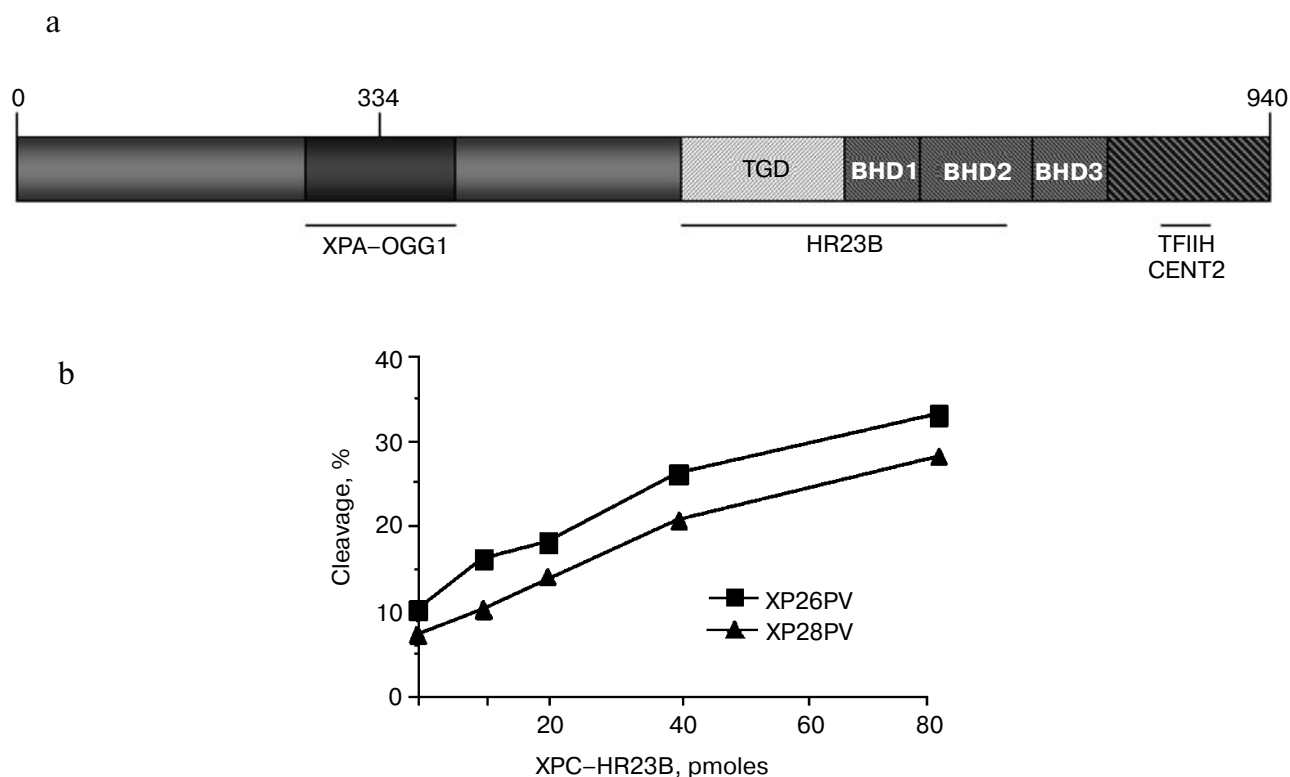 a
0 334 940
TGD BHD1 BHD2 BHD3
XPA–OGG1 HR23B TFIIH
CENT2
b
40
30
20
10
0
Cleavage, %
XP26PV
XP28PV
20 40 60 80
XPC–HR23B, pmoles